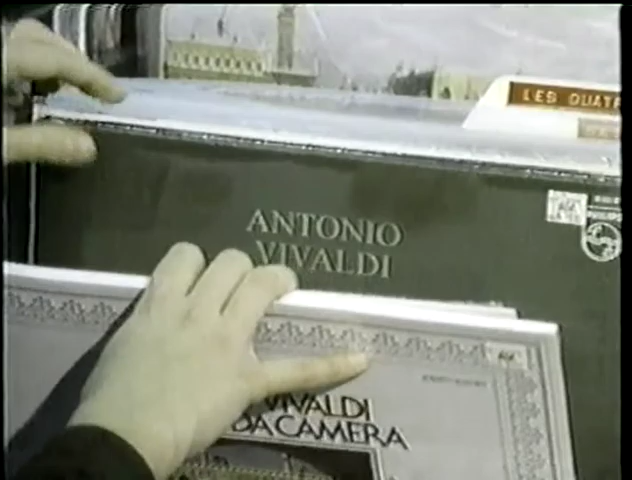 LES QUATR
ANTONIO
VIVALDI
PHILIPS
VIVALDI
DA CAMERA